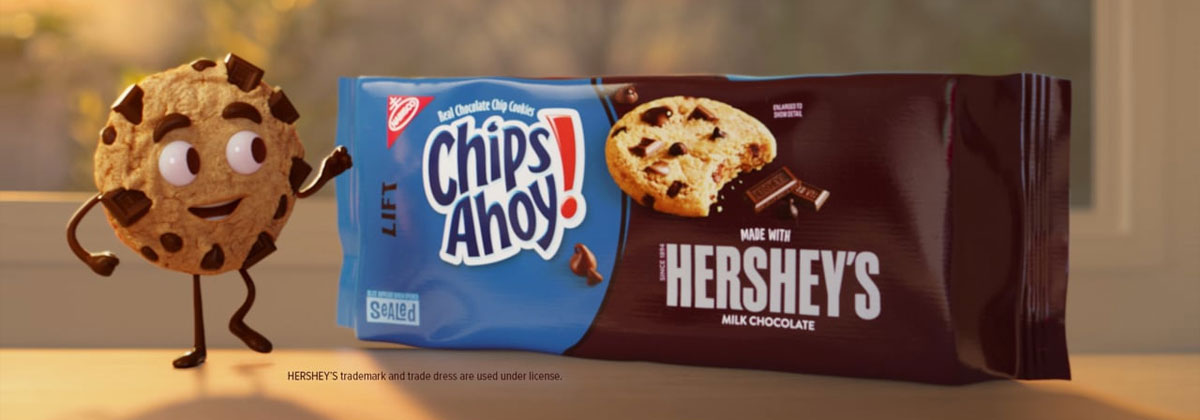 NABISCO
Real Chocolate Chip Cookies
Chips
Ahoy!
LIFT
SeALed
ENLARGED TO
SHOW DETAIL
MADE WITH
SINCE 1894
HERSHEY'S
MILK CHOCOLATE
HERSHEY'S trademark and trade dress are used under license.